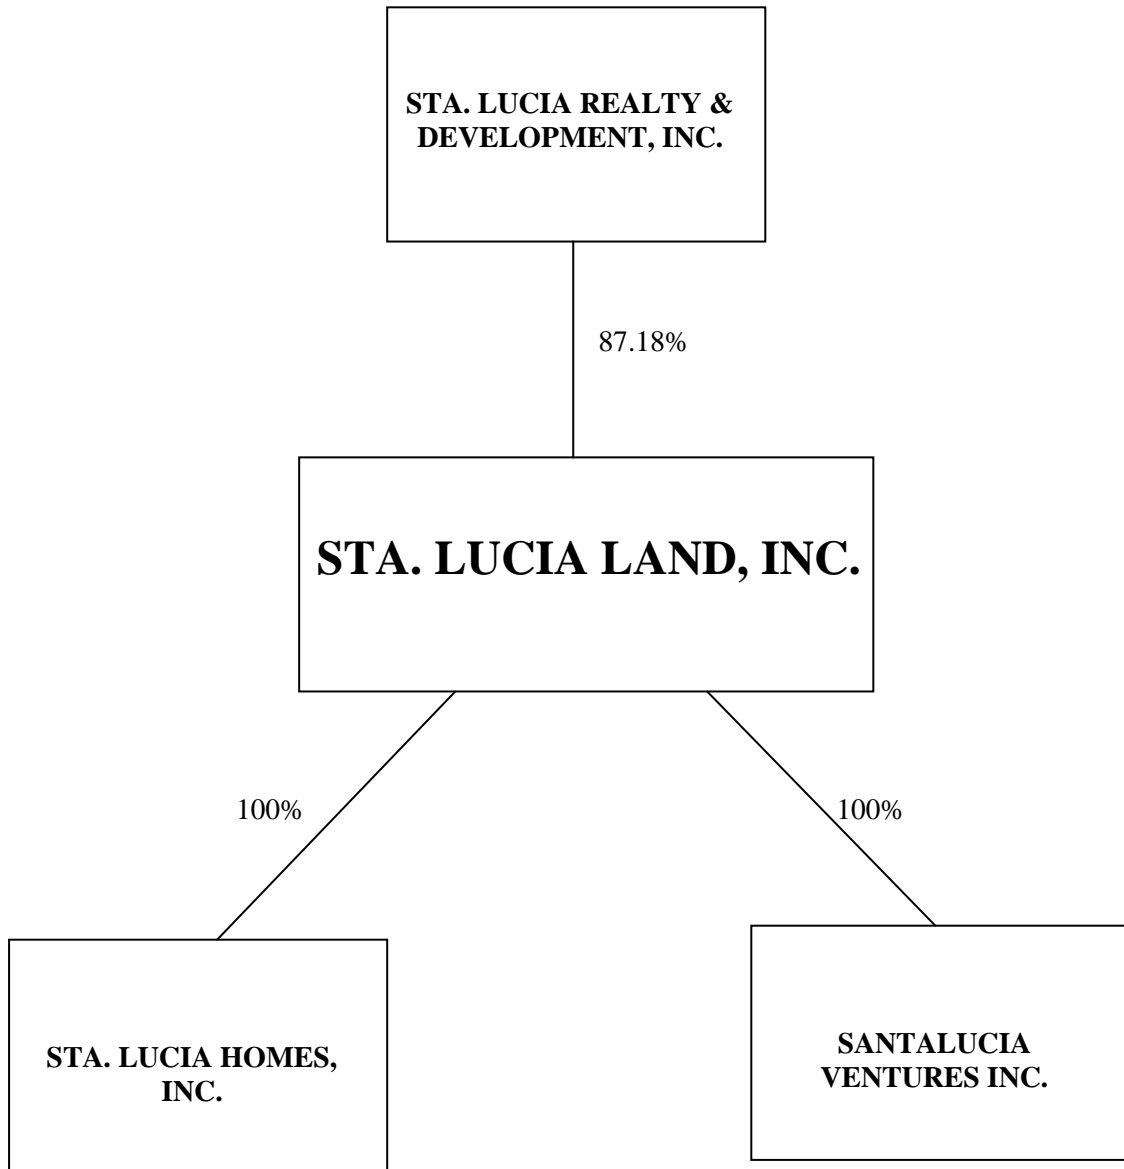 STA. LUCIA REALTY &
DEVELOPMENT, INC.
87.18%
STA. LUCIA LAND, INC.
100%
100%
STA. LUCIA HOMES,
INC.
SANTALUCIA
VENTURES INC.